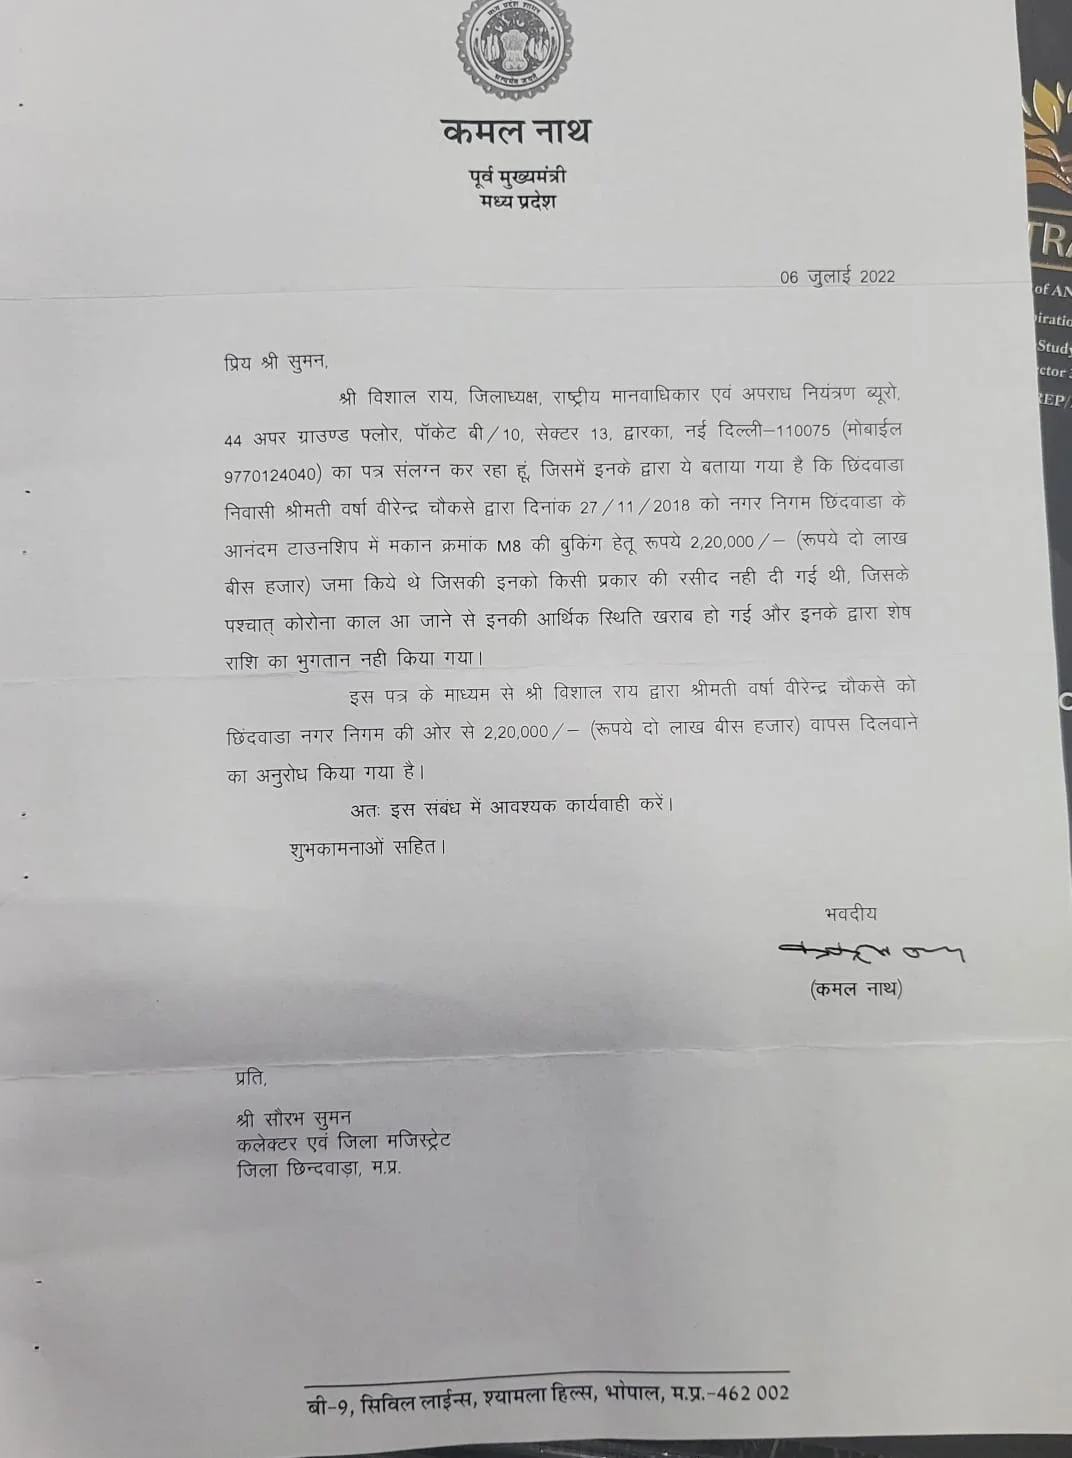 मध्य प्रदेश शासन
सत्यमेव जयते
कमल नाथ
पूर्व मुख्यमंत्री
मध्य प्रदेश
06 जुलाई 2022
प्रिय श्री सुमन,
श्री विशाल राय, जिलाध्यक्ष, राष्ट्रीय मानवाधिकार एवं अपराध नियंत्रण ब्यूरो,
44 अपर ग्राउण्ड फ्लोर, पॉकेट बी/10, सेक्टर 13, द्वारका, नई दिल्ली-110075 (मोबाईल
9770124040) का पत्र संलग्न कर रहा हूं, जिसमें इनके द्वारा ये बताया गया है कि छिंदवाडा
निवासी श्रीमती वर्षा वीरेन्द्र चौकसे द्वारा दिनांक 27/11/2018 को नगर निगम छिंदवाडा के
आनंदम टाउनशिप में मकान क्रमांक M8 की बुकिंग हेतू रूपये 2,20,000/- (रूपये दो लाख
बीस हजार) जमा किये थे जिसकी इनको किसी प्रकार की रसीद नही दी गई थी, जिसके
पश्चात् कोरोना काल आ जाने से इनकी आर्थिक स्थिति खराब हो गई और इनके द्वारा शेष
राशि का भुगतान नही किया गया।
इस पत्र के माध्यम से श्री विशाल राय द्वारा श्रीमती वर्षा वीरेन्द्र चौकसे को
छिंदवाडा नगर निगम की ओर से 2,20,000/- (रूपये दो लाख बीस हजार) वापस दिलवाने
का अनुरोध किया गया है।
अतः इस संबंध में आवश्यक कार्यवाही करें।
शुभकामनाओं सहित।
भवदीय
(कमल नाथ)
प्रति,
श्री सौरभ सुमन
कलेक्टर एवं जिला मजिस्ट्रेट
जिला छिन्दवाड़ा, म.प्र.
बी-9, सिविल लाईन्स, श्यामला हिल्स, भोपाल, म.प्र.-462 002
TRA
of AN
Study